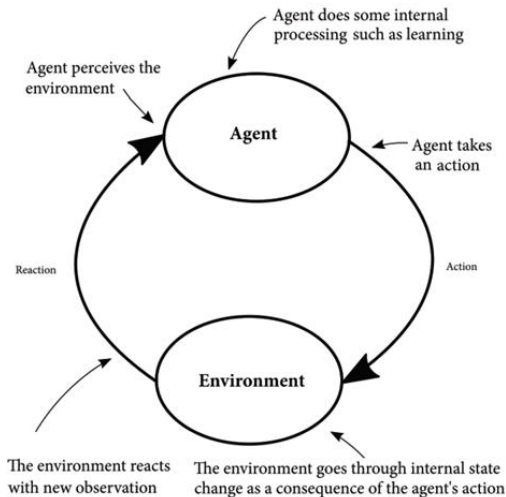 Agent does some internal
processing such as learning
Agent perceives the
environment
Agent
Agent takes
an action
Reaction
Action
Environment
The environment reacts
with new observation
The environment goes through internal state
change as a consequence of the agent's action